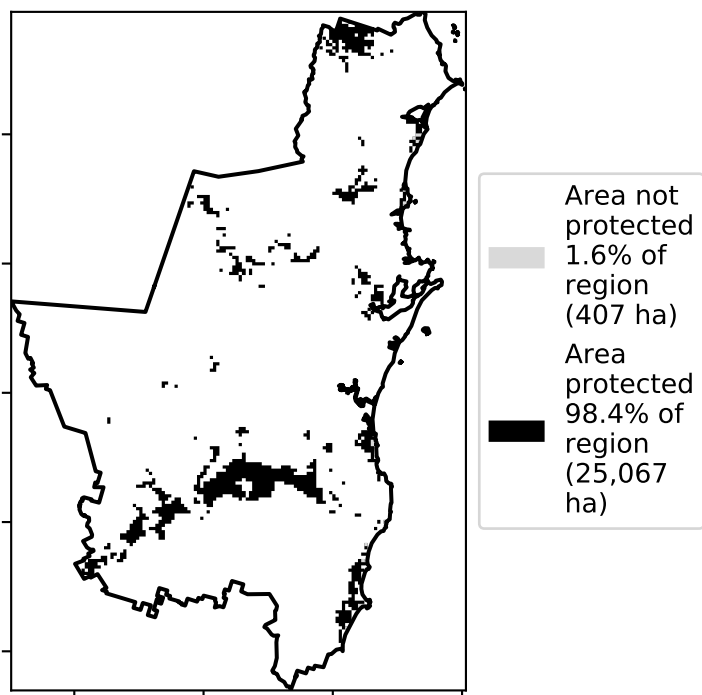 Area not
protected
1.6% of
region
(407 ha)
Area
protected
98.4% of
region
(25,067
ha)